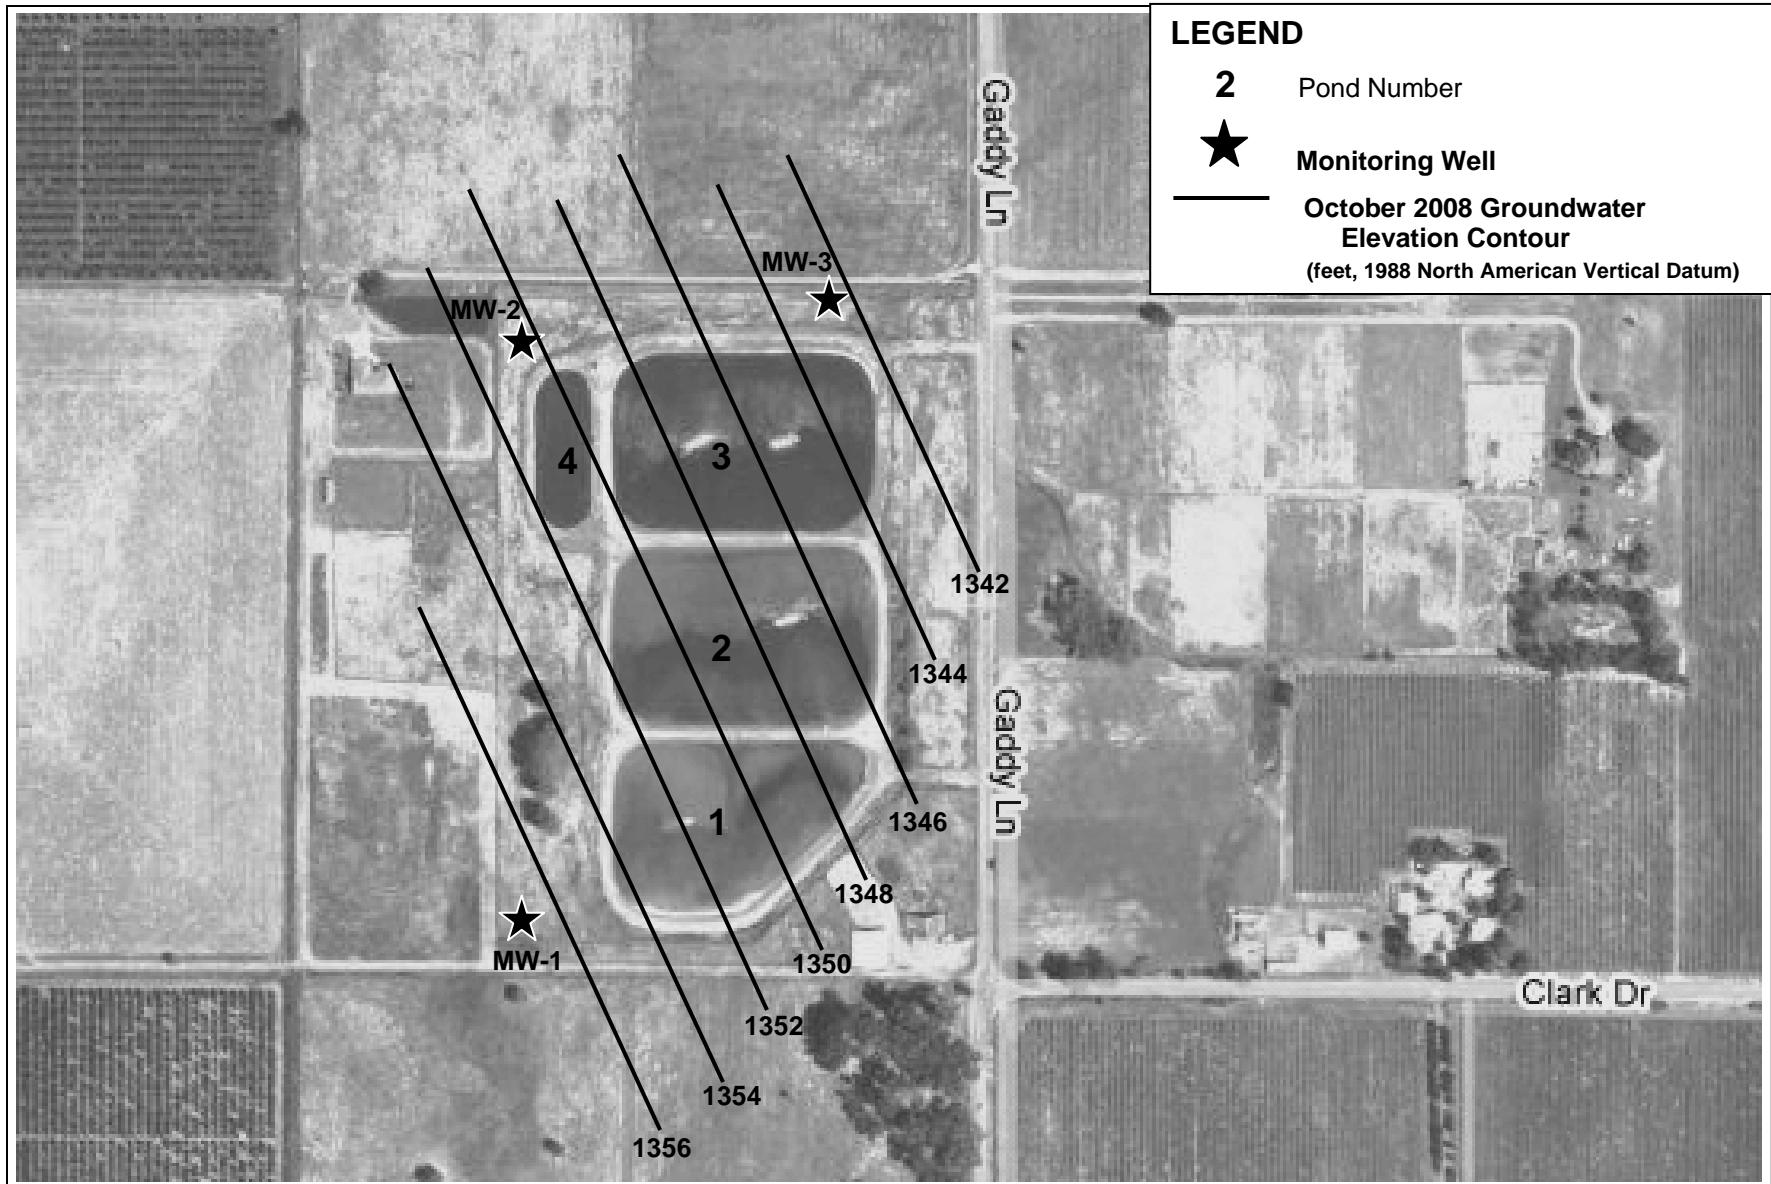 LEGEND
2 Pond Number
Monitoring Well
October 2008 Groundwater
Elevation Contour
(feet, 1988 North American Vertical Datum)
Gaddy Ln
MW-3
MW-2
4
3
1342
2
1344
Gaddy Ln
1
1346
1348
MW-1
1350
Clark Dr
1352
1354
1356